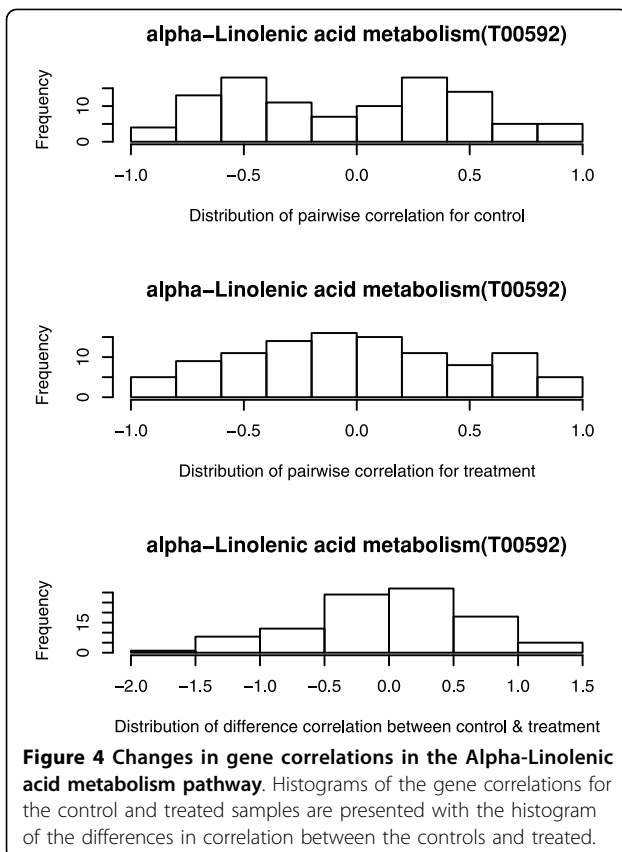 alpha−Linolenic acid metabolism(T00592)
Frequency
10
0
−1.0 −0.5 0.0 0.5 1.0
Distribution of pairwise correlation for control
alpha−Linolenic acid metabolism(T00592)
Frequency
10
0
−1.0 −0.5 0.0 0.5 1.0
Distribution of pairwise correlation for treatment
alpha−Linolenic acid metabolism(T00592)
Frequency
15
0
−2.0 −1.5 −1.0 −0.5 0.0 0.5 1.0 1.5
Distribution of difference correlation between control & treatment
Figure 4 Changes in gene correlations in the Alpha-Linolenic
acid metabolism pathway. Histograms of the gene correlations for
the control and treated samples are presented with the histogram
of the differences in correlation between the controls and treated.